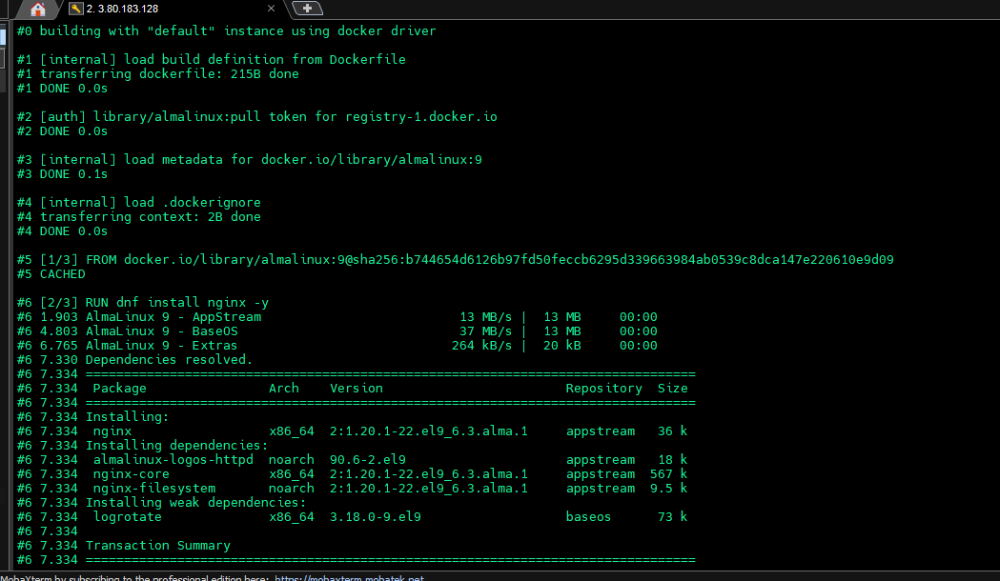 2. 3.80.183.128
#0 building with "default" instance using docker driver
#1 [internal] load build definition from Dockerfile
#1 transferring dockerfile: 215B done
#1 DONE 0.0s
#2 [auth] library/almalinux:pull token for registry-1.docker.io
#2 DONE 0.0s
#3 [internal] load metadata for docker.io/library/almalinux:9
#3 DONE 0.1s
#4 [internal] load .dockerignore
#4 transferring context: 2B done
#4 DONE 0.0s
#5 [1/3] FROM docker.io/library/almalinux:9@sha256:b744654d6126b97fd50feccb6295d339663984ab0539c8dca147e220610e9d09
#5 CACHED
#6 [2/3] RUN dnf install nginx -y
#6 1.903 AlmaLinux 9 - AppStream                          13 MB/s |  13 MB     00:00
#6 4.803 AlmaLinux 9 - BaseOS                             37 MB/s |  13 MB     00:00
#6 6.765 AlmaLinux 9 - Extras                            264 kB/s |  20 kB     00:00
#6 7.330 Dependencies resolved.
#6 7.334 ================================================================================
#6 7.334  Package                Arch    Version                        Repository  Size
#6 7.334 ================================================================================
#6 7.334 Installing:
#6 7.334  nginx                  x86_64  2:1.20.1-22.el9_6.3.alma.1     appstream   36 k
#6 7.334 Installing dependencies:
#6 7.334  almalinux-logos-httpd  noarch  90.6-2.el9                     appstream   18 k
#6 7.334  nginx-core             x86_64  2:1.20.1-22.el9_6.3.alma.1     appstream  567 k
#6 7.334  nginx-filesystem       noarch  2:1.20.1-22.el9_6.3.alma.1     appstream  9.5 k
#6 7.334 Installing weak dependencies:
#6 7.334  logrotate              x86_64  3.18.0-9.el9                   baseos      73 k
#6 7.334
#6 7.334 Transaction Summary
#6 7.334 ================================================================================
MobaXterm by subscribing to the professional edition here: https://mobaxterm.mobatek.net